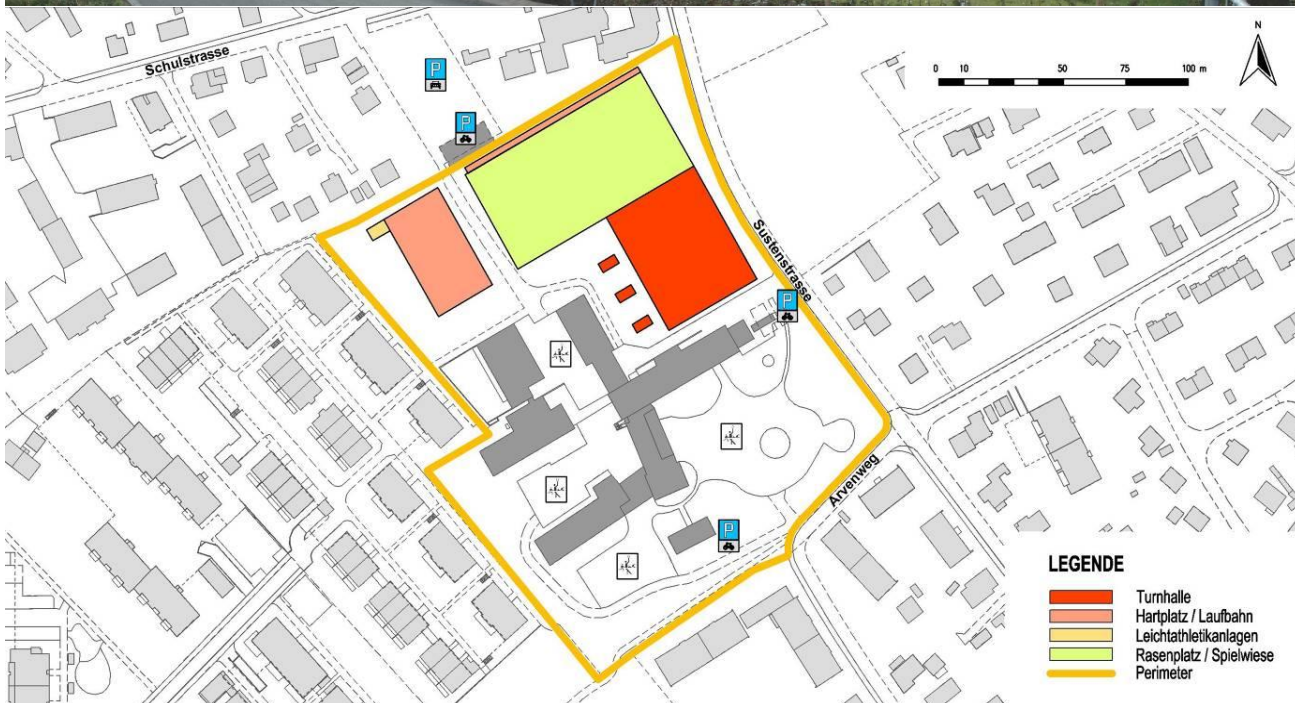 Schulstrasse
P
P
N
0 10 50 75 100 m
Sustenstrasse
P
Arvenweg
P
LEGENDE
Turnhalle
Hartplatz / Laufbahn
Leichtathletikanlagen
Rasenplatz / Spielwiese
Perimeter